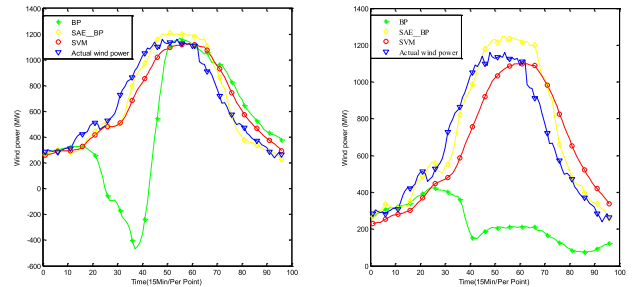 BP
SAE__BP
SVM
Actual wind power
1400
1200
1000
800
600
400
200
0
-200
-400
-600
0 10 20 30 40 50 60 70 80 90 100
Wind power (MW)
Time(15Min/Per Point)
BP
SAE__BP
SVM
Actual wind power
1400
1200
1000
800
600
400
200
0
0 10 20 30 40 50 60 70 80 90 100
Wind power (MW)
Time(15Min/Per Point)